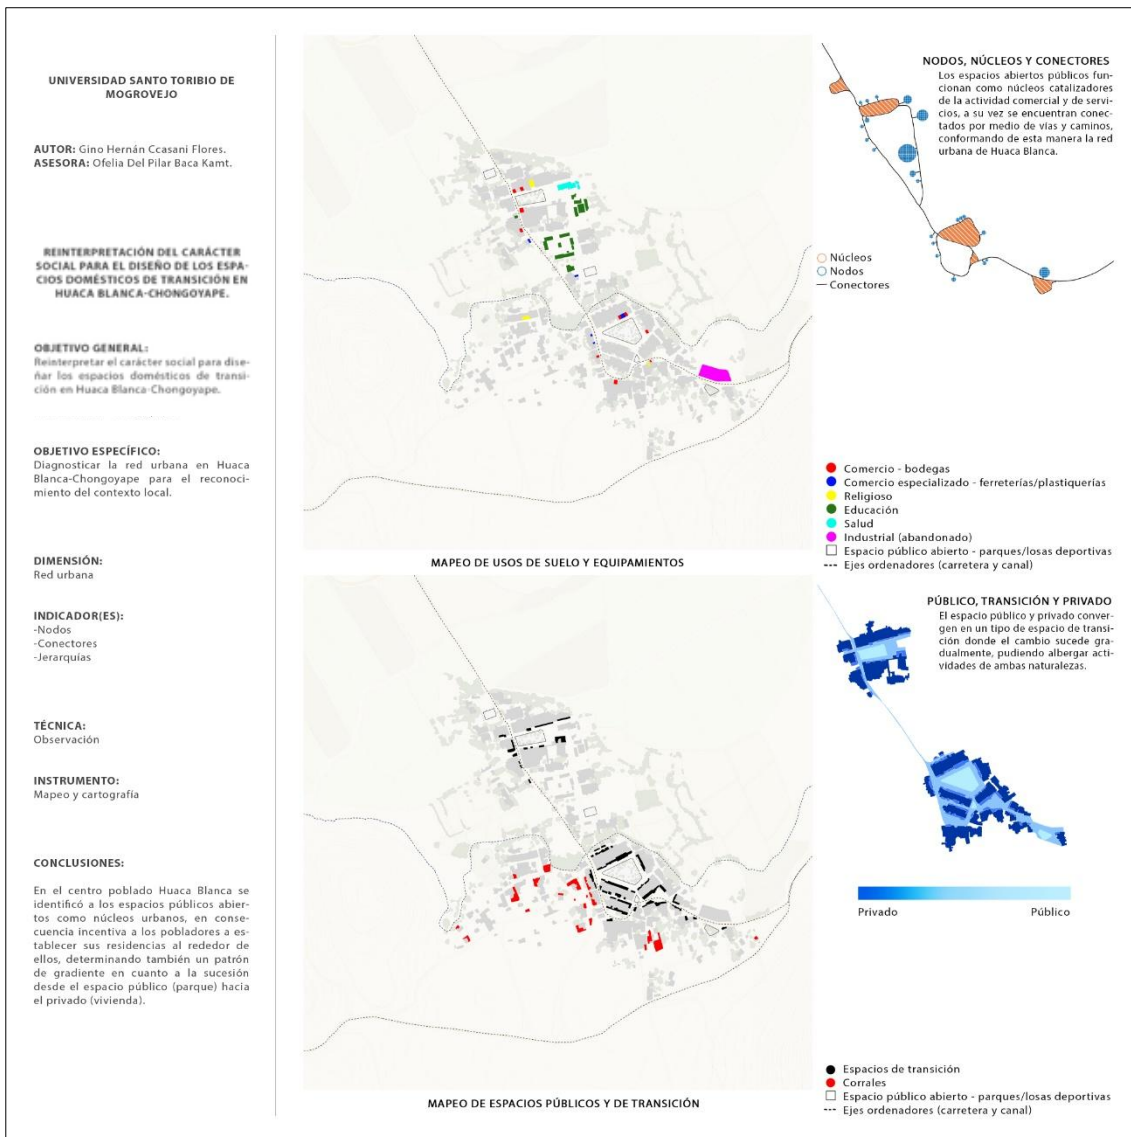 UNIVERSIDAD SANTO TORIBIO DE
MOGROVEJO
AUTOR: Gino Hernán Ccasani Flores.
ASESORA: Ofelia Del Pilar Baca Kamt.
REINTERPRETACIÓN DEL CARÁCTER
SOCIAL PARA EL DISEÑO DE LOS ESPA-
CIOS DOMÉSTICOS DE TRANSICIÓN EN
HUACA BLANCA-CHONGOYAPE.
OBJETIVO GENERAL:
Reinterpretar el carácter social para dise-
ñar los espacios domésticos de transi-
ción en Huaca Blanca-Chongoyape.
OBJETIVO ESPECÍFICO:
Diagnosticar la red urbana en Huaca
Blanca-Chongoyape para el reconoci-
miento del contexto local.
DIMENSIÓN:
Red urbana
INDICADOR(ES):
-Nodos
-Conectores
-Jerarquías
TÉCNICA:
Observación
INSTRUMENTO:
Mapeo y cartografía
CONCLUSIONES:
En el centro poblado Huaca Blanca se
identificó a los espacios públicos abier-
tos como núcleos urbanos, en conse-
cuencia incentiva a los pobladores a es-
tablecer sus residencias al rededor de
ellos, determinando también un patrón
de gradiente en cuanto a la sucesión
desde el espacio público (parque) hacia
el privado (vivienda).
MAPEO DE USOS DE SUELO Y EQUIPAMIENTOS
MAPEO DE ESPACIOS PÚBLICOS Y DE TRANSICIÓN
NODOS, NÚCLEOS Y CONECTORES
Los espacios abiertos públicos fun-
cionan como núcleos catalizadores
de la actividad comercial y de servi-
cios, a su vez se encuentran conec-
tados por medio de vías y caminos,
conformando de esta manera la red
urbana de Huaca Blanca.
Núcleos
Nodos
Conectores
Comercio - bodegas
Comercio especializado - ferreterías/plastiquerías
Religioso
Educación
Salud
Industrial (abandonado)
Espacio público abierto - parques/losas deportivas
Ejes ordenadores (carretera y canal)
PÚBLICO, TRANSICIÓN Y PRIVADO
El espacio público y privado conver-
gen en un tipo de espacio de transi-
ción donde el cambio sucede gra-
dualmente, pudiendo albergar acti-
vidades de ambas naturalezas.
Privado Público
Espacios de transición
Corrales
Espacio público abierto - parques/losas deportivas
Ejes ordenadores (carretera y canal)